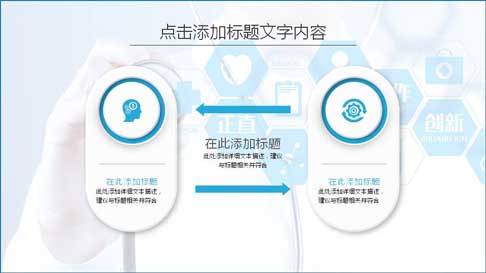 点击添加标题文字内容
正直
作
创新
在此添加标题
此处添加详细文本描述，建议
与标题相关并符合
在此添加标题
此处添加详细文本描述，
建议与标题相关并符合
在此添加标题
此处添加详细文本描述，
建议与标题相关并符合